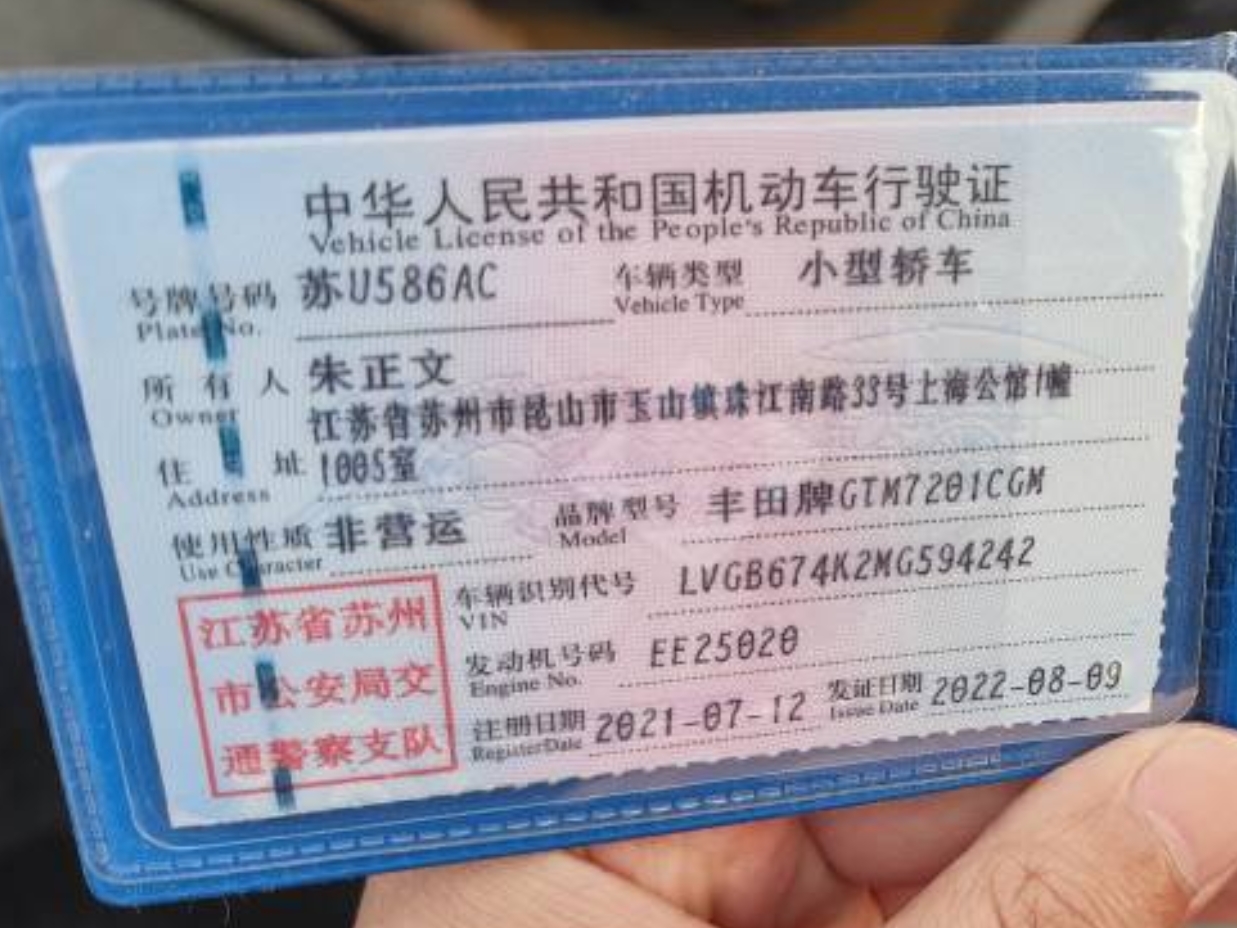 中华人民共和国机动车行驶证
Vehicle License of the People's Republic of China
号牌号码 苏U586AC 车辆类型 小型轿车
Plate No. Vehicle Type
所有人 朱正文
Owner
江苏省苏州市昆山市玉山镇珠江南路33号上海公馆1幢
住址 1005室
Address
使用性质 非营运 品牌型号 丰田牌GTM7201CGM
Use Character Model
车辆识别代号 LVGB674K2MG594242
VIN
发动机号码 EE25020
Engine No.
注册日期 2021-07-12 发证日期 2022-08-09
Register Date Issue Date
江苏省苏州
市公安局交
通警察支队